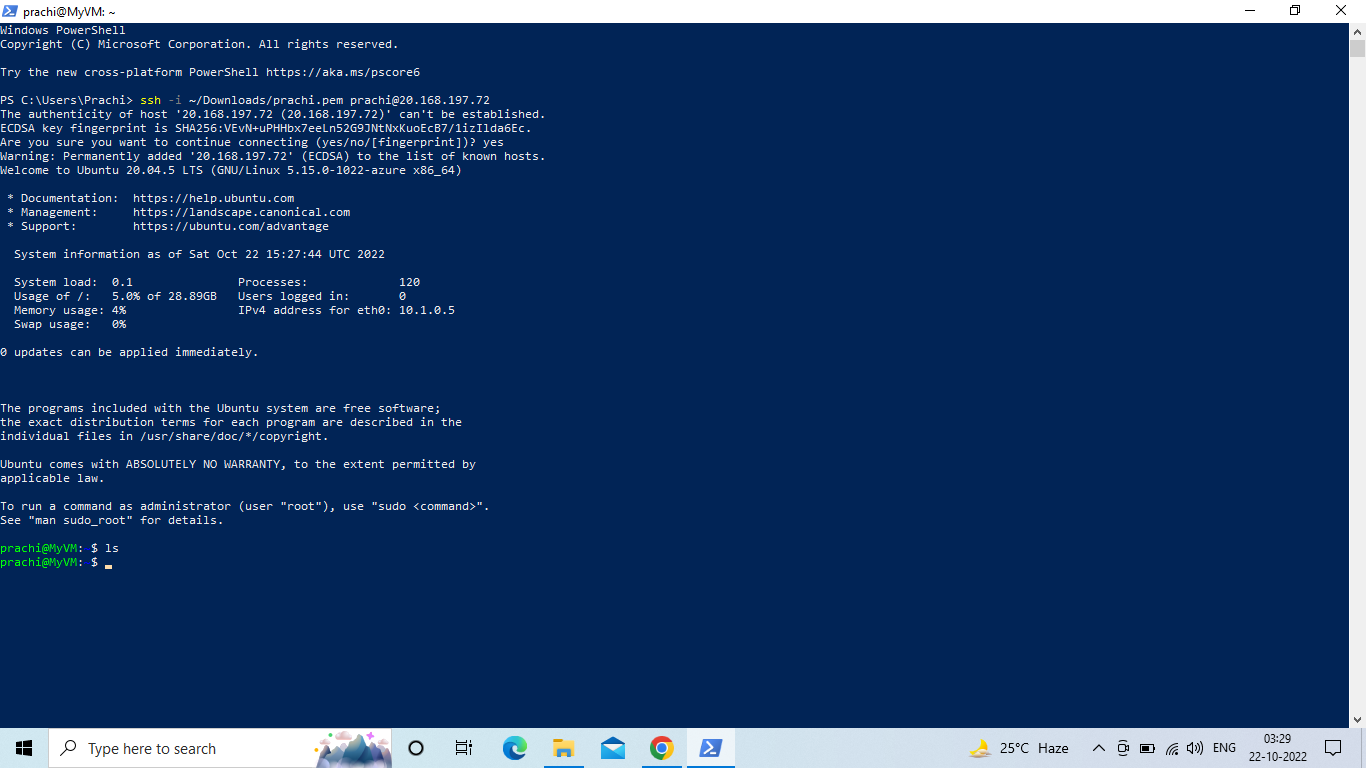 prachi@MyVM: ~
Windows PowerShell
Copyright (C) Microsoft Corporation. All rights reserved.
Try the new cross-platform PowerShell https://aka.ms/pscore6
PS C:\Users\Prachi> ssh -i ~/Downloads/prachi.pem prachi@20.168.197.72
The authenticity of host '20.168.197.72 (20.168.197.72)' can't be established.
ECDSA key fingerprint is SHA256:VEvN+uPHHbx7eeLn52G9JNtNxKuoEcB7/1izIlda6Ec.
Are you sure you want to continue connecting (yes/no/[fingerprint])? yes
Warning: Permanently added '20.168.197.72' (ECDSA) to the list of known hosts.
Welcome to Ubuntu 20.04.5 LTS (GNU/Linux 5.15.0-1022-azure x86_64)
* Documentation:  https://help.ubuntu.com
* Management:     https://landscape.canonical.com
* Support:        https://ubuntu.com/advantage
System information as of Sat Oct 22 15:27:44 UTC 2022
System load:  0.1               Processes:             120
Usage of /:   5.0% of 28.89GB   Users logged in:       0
Memory usage: 4%                IPv4 address for eth0: 10.1.0.5
Swap usage:   0%
0 updates can be applied immediately.
The programs included with the Ubuntu system are free software;
the exact distribution terms for each program are described in the
individual files in /usr/share/doc/*/copyright.
Ubuntu comes with ABSOLUTELY NO WARRANTY, to the extent permitted by
applicable law.
To run a command as administrator (user "root"), use "sudo <command>".
See "man sudo_root" for details.
prachi@MyVM: $ ls
prachi@MyVM: $
Type here to search
25°C Haze
ENG
03:29
22-10-2022